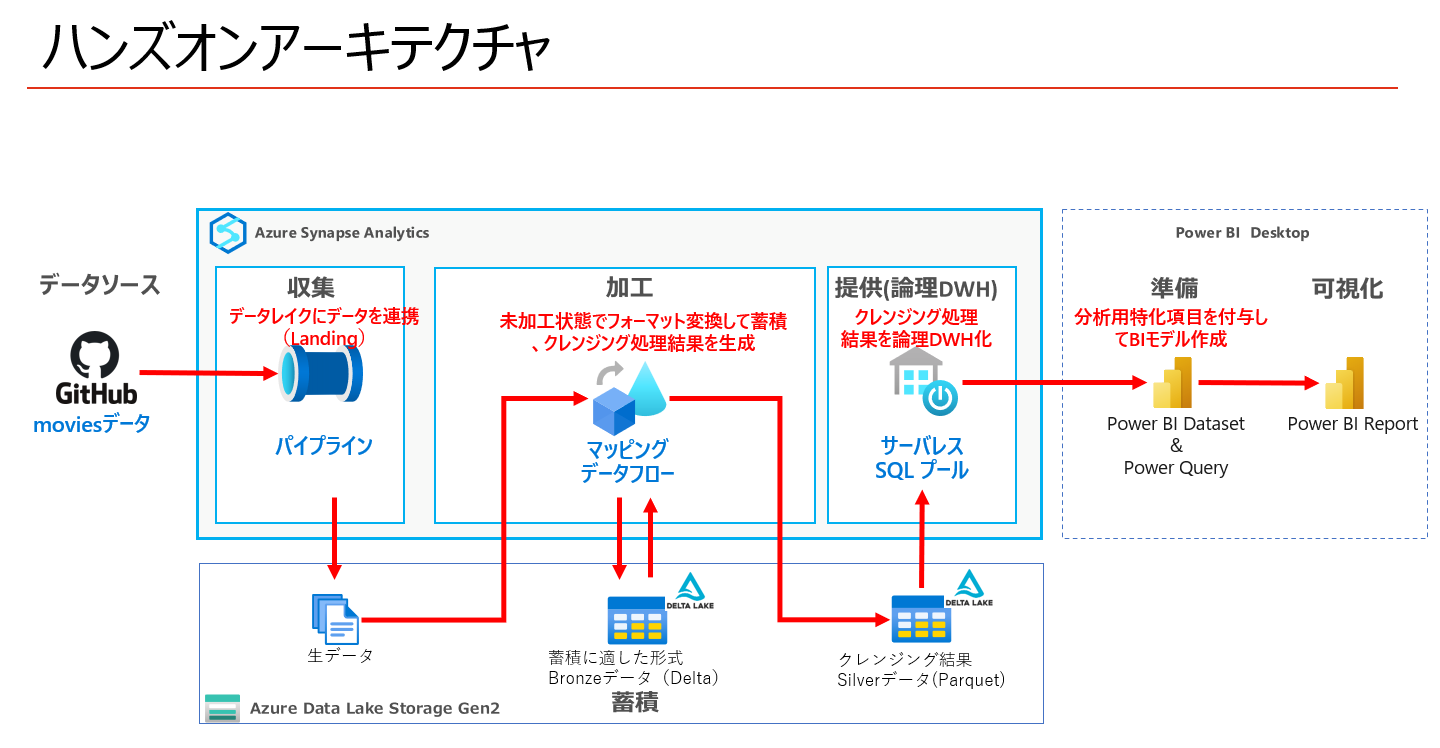 ハンズオンアーキテクチャ
Azure Synapse Analytics
Power BI Desktop
データソース
収集
加工
提供(論理DWH)
準備
可視化
データレイクにデータを連携
（Landing）
未加工状態でフォーマット変換して蓄積
、クレンジング処理結果を生成
クレンジング処理
結果を論理DWH化
分析用特化項目を付与し
てBIモデル作成
GitHub
moviesデータ
パイプライン
マッピング
データフロー
サーバレス
SQL プール
Power BI Dataset
&
Power Query
Power BI Report
DELTA LAKE
DELTA LAKE
生データ
蓄積に適した形式
Bronzeデータ（Delta）
クレンジング結果
Silverデータ(Parquet)
蓄積
Azure Data Lake Storage Gen2